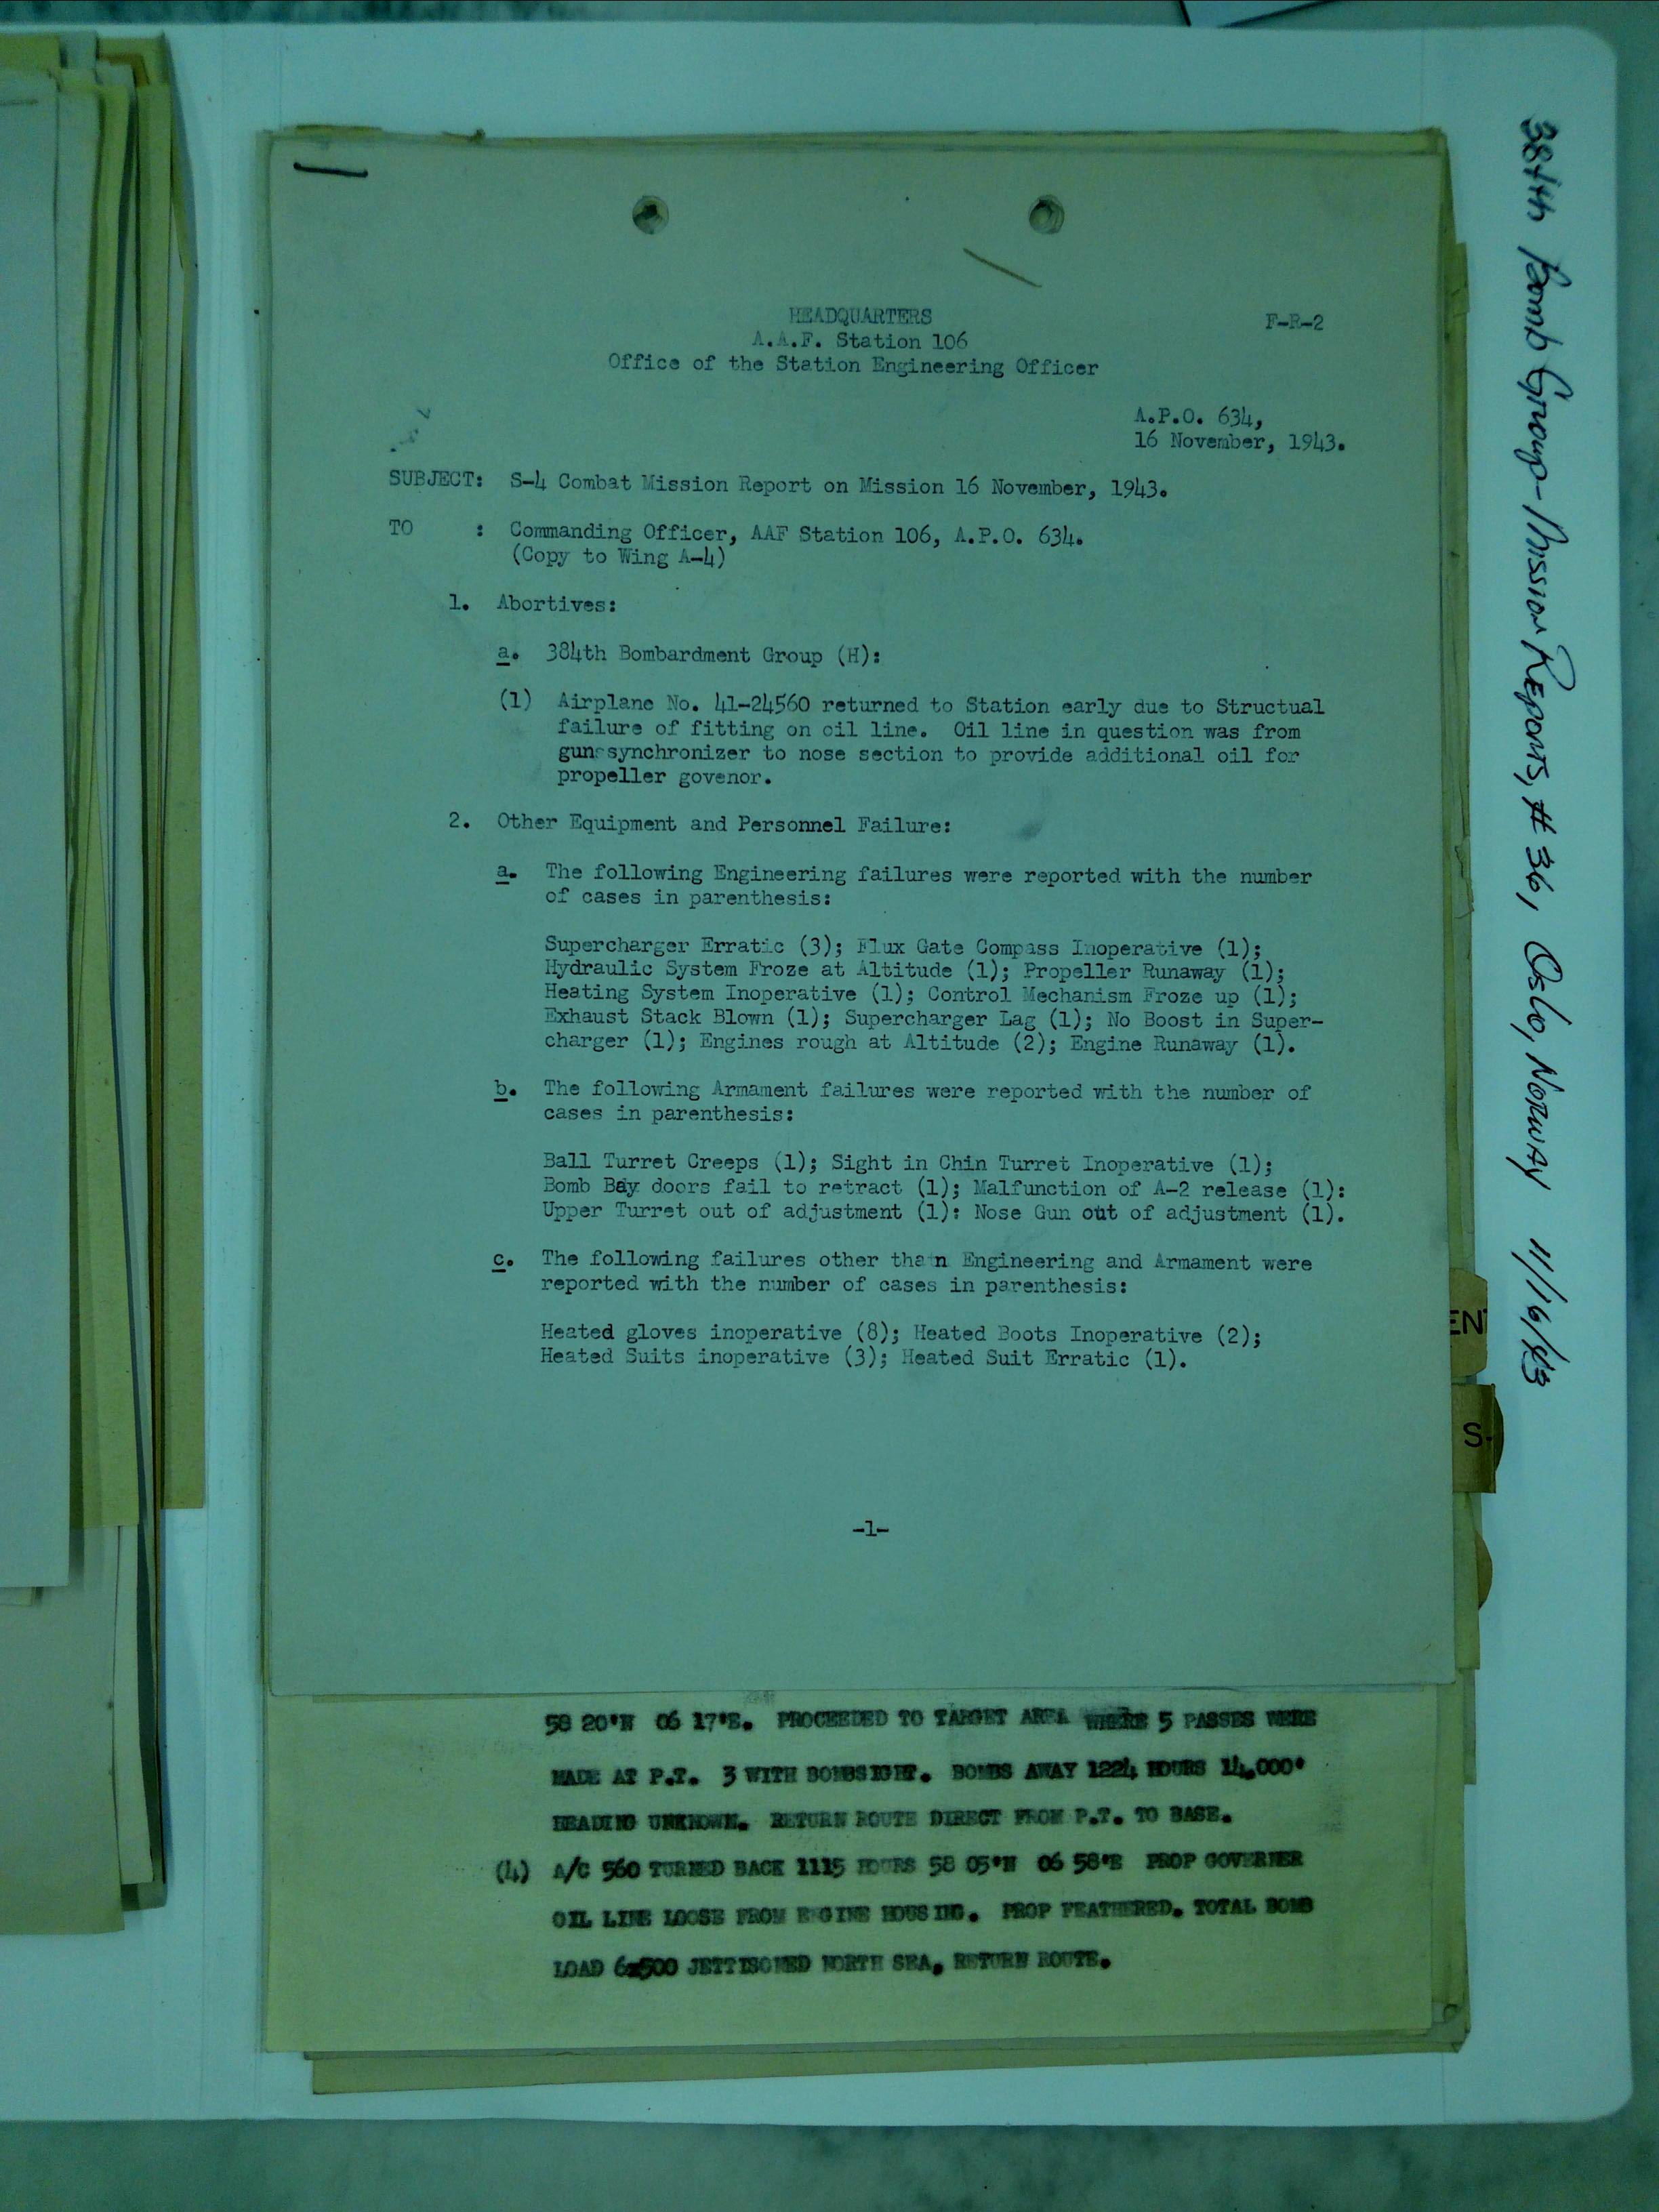 HEADQUARTERS
F-R-2
A.A.F. Station 106
Office of the Station Engineering Officer
A.P.O. 634,
16 November, 1943.
SUBJECT: S-4 Combat Mission Report on Mission 16 November, 1943.
TO : Commanding Officer, AAF Station 106, A.P.O. 634.
(Copy to Wing A-4)
1. Abortives:
a. 384th Bombardment Group (H):
(1) Airplane No. 41-24560 returned to Station early due to Structual
failure of fitting on oil line. Oil line in question was from
gun synchronizer to nose section to provide additional oil for
propeller govenor.
2. Other Equipment and Personnel Failure:
a. The following Engineering failures were reported with the number
of cases in parenthesis:
Supercharger Erratic (3); Flux Gate Compass Inoperative (1);
Hydraulic System Froze at Altitude (1); Propeller Runaway (1);
Heating System Inoperative (1); Control Mechanism Froze up (1);
Exhaust Stack Blown (1); Supercharger Lag (1); No Boost in Super-
charger (1); Engines rough at Altitude (2); Engine Runaway (1).
b. The following Armament failures were reported with the number of
cases in parenthesis:
Ball Turret Creeps (1); Sight in Chin Turret Inoperative (1);
Bomb Bay doors fail to retract (1); Malfunction of A-2 release (1):
Upper Turret out of adjustment (1): Nose Gun out of adjustment (1).
c. The following failures other than Engineering and Armament were
reported with the number of cases in parenthesis:
Heated gloves inoperative (8); Heated Boots Inoperative (2);
Heated Suits inoperative (3); Heated Suit Erratic (1).
-1-
58 20'N 06 17'E. PROCEEDED TO TARGET AREA WHERE 5 PASSES WERE
MADE AT P.T. 3 WITH BOMBSIGHT. BOMBS AWAY 1224 HOURS 14,000'
HEADING UNKNOWN. RETURN ROUTE DIRECT FROM P.T. TO BASE.
(4) A/C 560 TURNED BACK 1115 HOURS 58 05'N 06 58'E PROP GOVERNER
OIL LINE LOOSE FROM ENGINE HOUSING. PROP FEATHERED. TOTAL BOMB
LOAD 6x500 JETTISONED NORTH SEA, RETURN ROUTE.
384th Bomb Group - Mission Reports, #36, Oslo, Norway 11/16/43
EN
S-